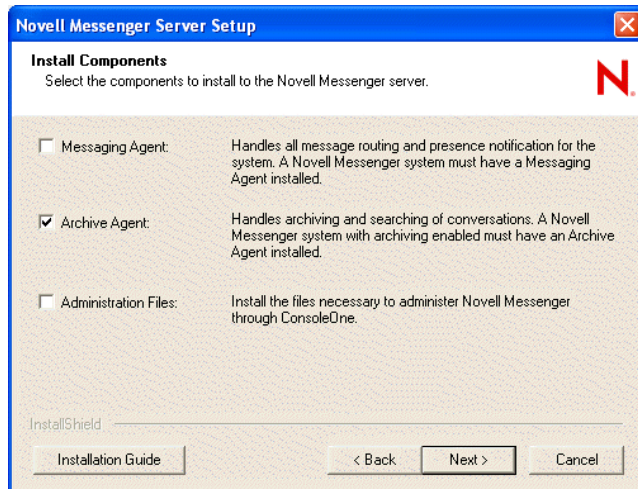 Novell Messenger Server Setup
Install Components
Select the components to install to the Novell Messenger server.
N
Messaging Agent:
Handles all message routing and presence notification for the
system. A Novell Messenger system must have a Messaging
Agent installed.
Archive Agent:
Handles archiving and searching of conversations. A Novell
Messenger system with archiving enabled must have an Archive
Agent installed.
Administration Files:
Install the files necessary to administer Novell Messenger
through ConsoleOne.
InstallShield
Installation Guide
< Back
Next >
Cancel